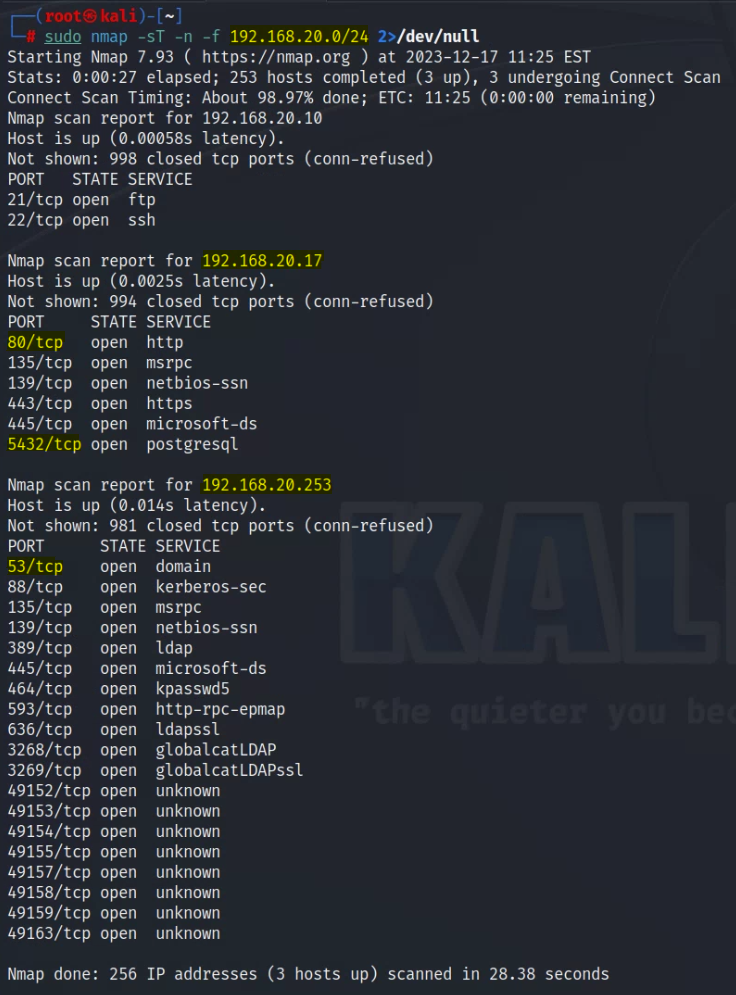 ┌──(root㉿kali)-[~]
└─# sudo nmap -sT -n -f 192.168.20.0/24 2>/dev/null
Starting Nmap 7.93 ( https://nmap.org ) at 2023-12-17 11:25 EST
Stats: 0:00:27 elapsed; 253 hosts completed (3 up), 3 undergoing Connect Scan
Connect Scan Timing: About 98.97% done; ETC: 11:25 (0:00:00 remaining)
Nmap scan report for 192.168.20.10
Host is up (0.00058s latency).
Not shown: 998 closed tcp ports (conn-refused)
PORT   STATE SERVICE
21/tcp open  ftp
22/tcp open  ssh

Nmap scan report for 192.168.20.17
Host is up (0.0025s latency).
Not shown: 994 closed tcp ports (conn-refused)
PORT     STATE SERVICE
80/tcp   open  http
135/tcp  open  msrpc
139/tcp  open  netbios-ssn
443/tcp  open  https
445/tcp  open  microsoft-ds
5432/tcp open  postgresql

Nmap scan report for 192.168.20.253
Host is up (0.014s latency).
Not shown: 981 closed tcp ports (conn-refused)
PORT      STATE SERVICE
53/tcp    open  domain
88/tcp    open  kerberos-sec
135/tcp   open  msrpc
139/tcp   open  netbios-ssn
389/tcp   open  ldap
445/tcp   open  microsoft-ds
464/tcp   open  kpasswd5
593/tcp   open  http-rpc-epmap
636/tcp   open  ldapssl
3268/tcp  open  globalcatLDAP
3269/tcp  open  globalcatLDAPssl
49152/tcp open  unknown
49153/tcp open  unknown
49154/tcp open  unknown
49155/tcp open  unknown
49157/tcp open  unknown
49158/tcp open  unknown
49159/tcp open  unknown
49163/tcp open  unknown

Nmap done: 256 IP addresses (3 hosts up) scanned in 28.38 seconds
KALI
"the quieter you bec